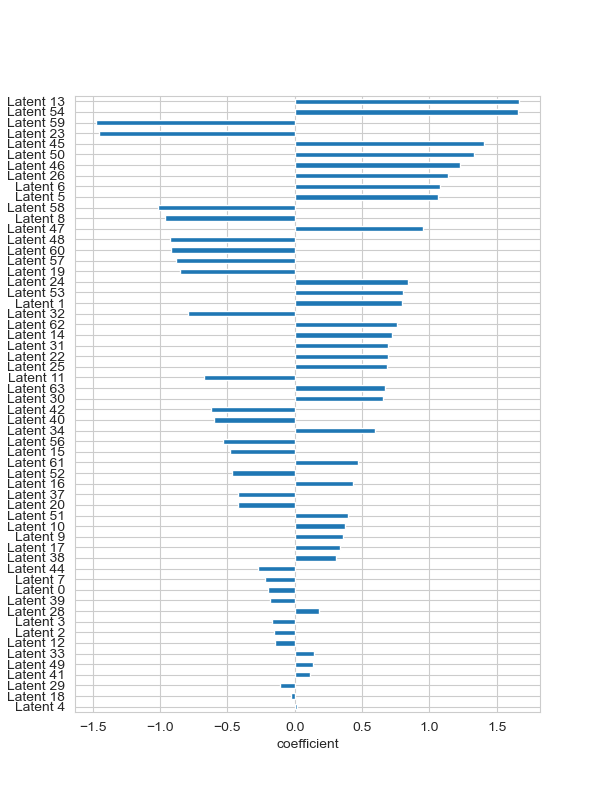 Latent 13
Latent 54
Latent 59
Latent 23
Latent 45
Latent 50
Latent 46
Latent 26
Latent 6
Latent 5
Latent 58
Latent 8
Latent 47
Latent 48
Latent 60
Latent 57
Latent 19
Latent 24
Latent 53
Latent 1
Latent 32
Latent 62
Latent 14
Latent 31
Latent 22
Latent 25
Latent 11
Latent 63
Latent 30
Latent 42
Latent 40
Latent 34
Latent 56
Latent 15
Latent 61
Latent 52
Latent 16
Latent 37
Latent 20
Latent 51
Latent 10
Latent 9
Latent 17
Latent 38
Latent 44
Latent 7
Latent 0
Latent 39
Latent 28
Latent 3
Latent 2
Latent 12
Latent 33
Latent 49
Latent 41
Latent 29
Latent 18
Latent 4
−1.5 −1.0 −0.5 0.0 0.5 1.0 1.5
coefficient